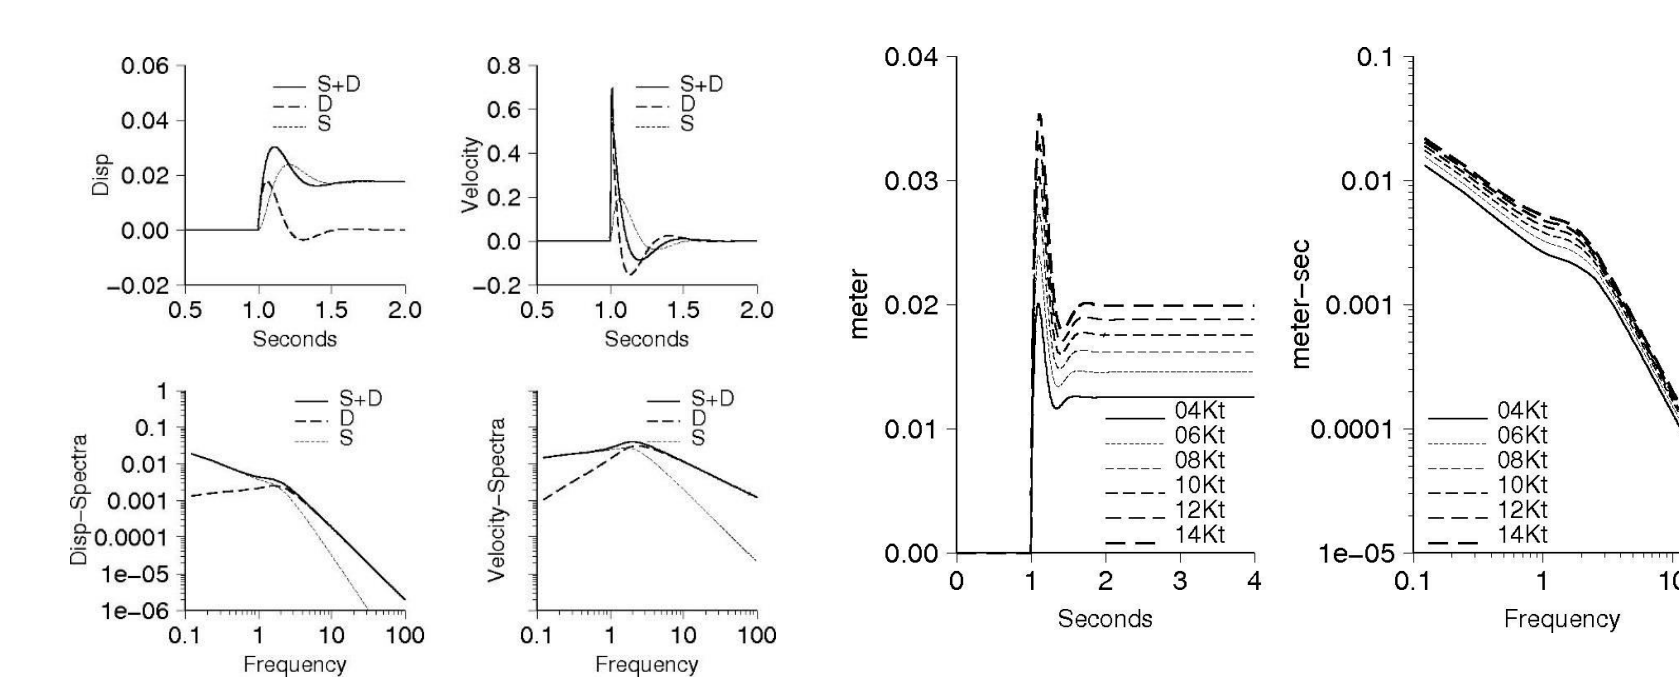 0.06
0.04
0.02
0.00
−0.02
Disp
S+D
D
S
0.5 1.0 1.5 2.0
Seconds
0.8
0.6
0.4
0.2
0.0
−0.2
Velocity
S+D
D
S
0.5 1.0 1.5 2.0
Seconds
1
0.1
0.01
0.001
0.0001
1e−05
1e−06
Disp−Spectra
S+D
D
S
0.1 1 10 100
Frequency
Velocity−Spectra
S+D
D
S
0.1 1 10 100
Frequency
0.04
0.03
0.02
0.01
0.00
meter
04Kt
06Kt
08Kt
10Kt
12Kt
14Kt
0 1 2 3 4
Seconds
0.1
0.01
0.001
0.0001
1e−05
meter−sec
04Kt
06Kt
08Kt
10Kt
12Kt
14Kt
0.1 1 10
Frequency